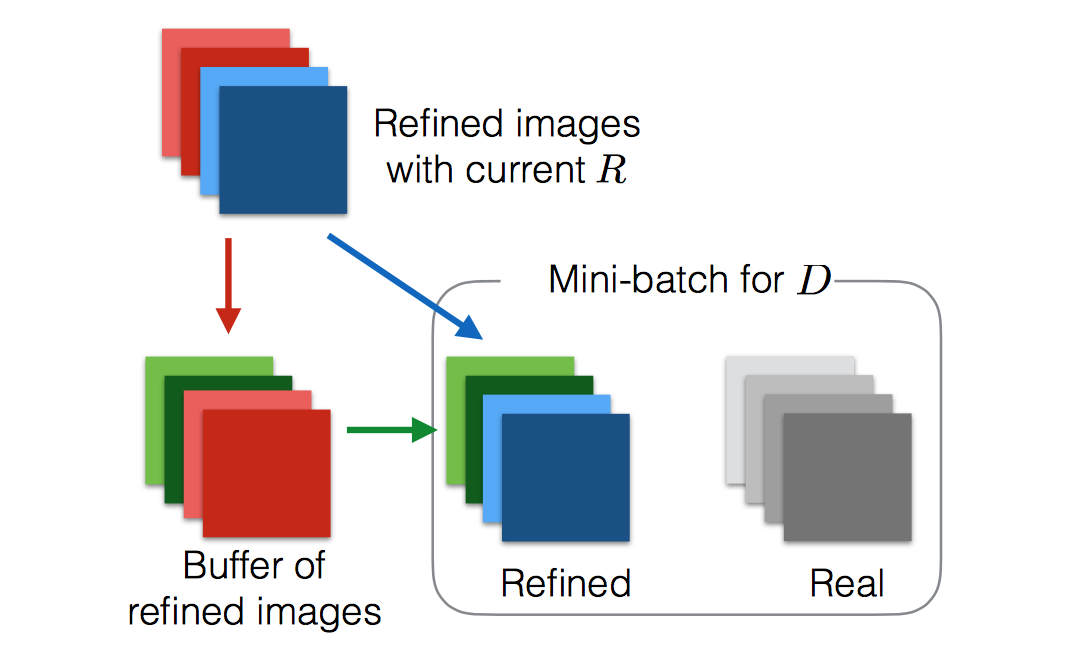 Refined images
with current R
Mini-batch for D
Buffer of
refined images
Refined
Real